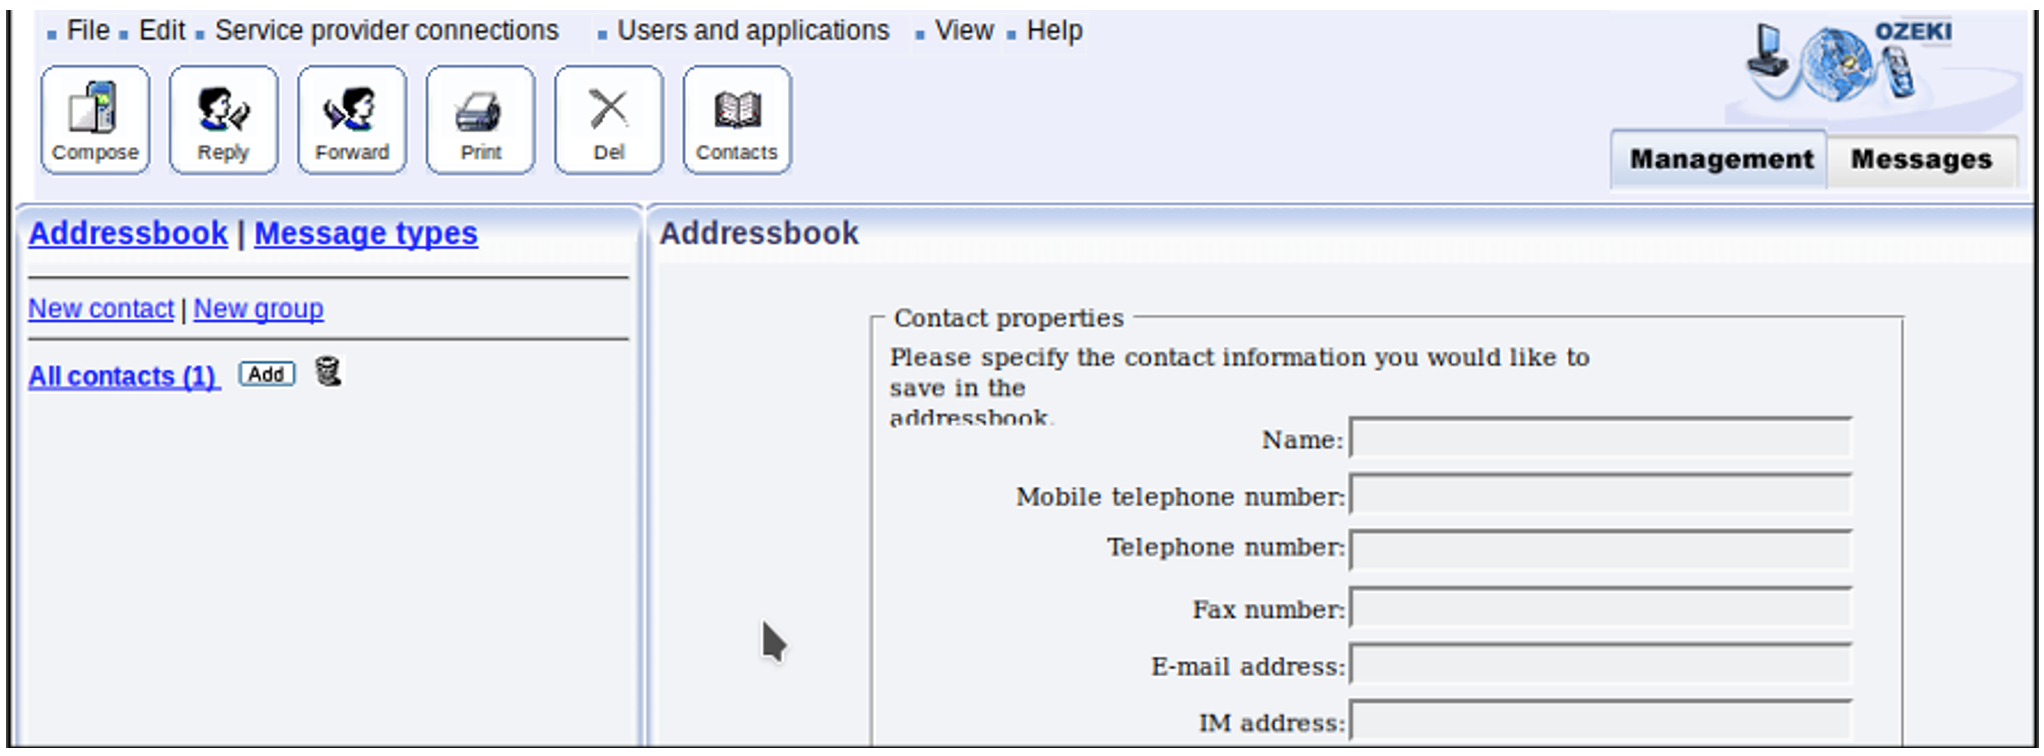 File Edit Service provider connections Users and applications View Help
OZEKI
Compose Reply Forward Print Del Contacts
Management Messages
Addressbook | Message types
Addressbook
New contact | New group
All contacts (1) Add
Contact properties
Please specify the contact information you would like to
save in the
addressbook.
Name:
Mobile telephone number:
Telephone number:
Fax number:
E-mail address:
IM address: